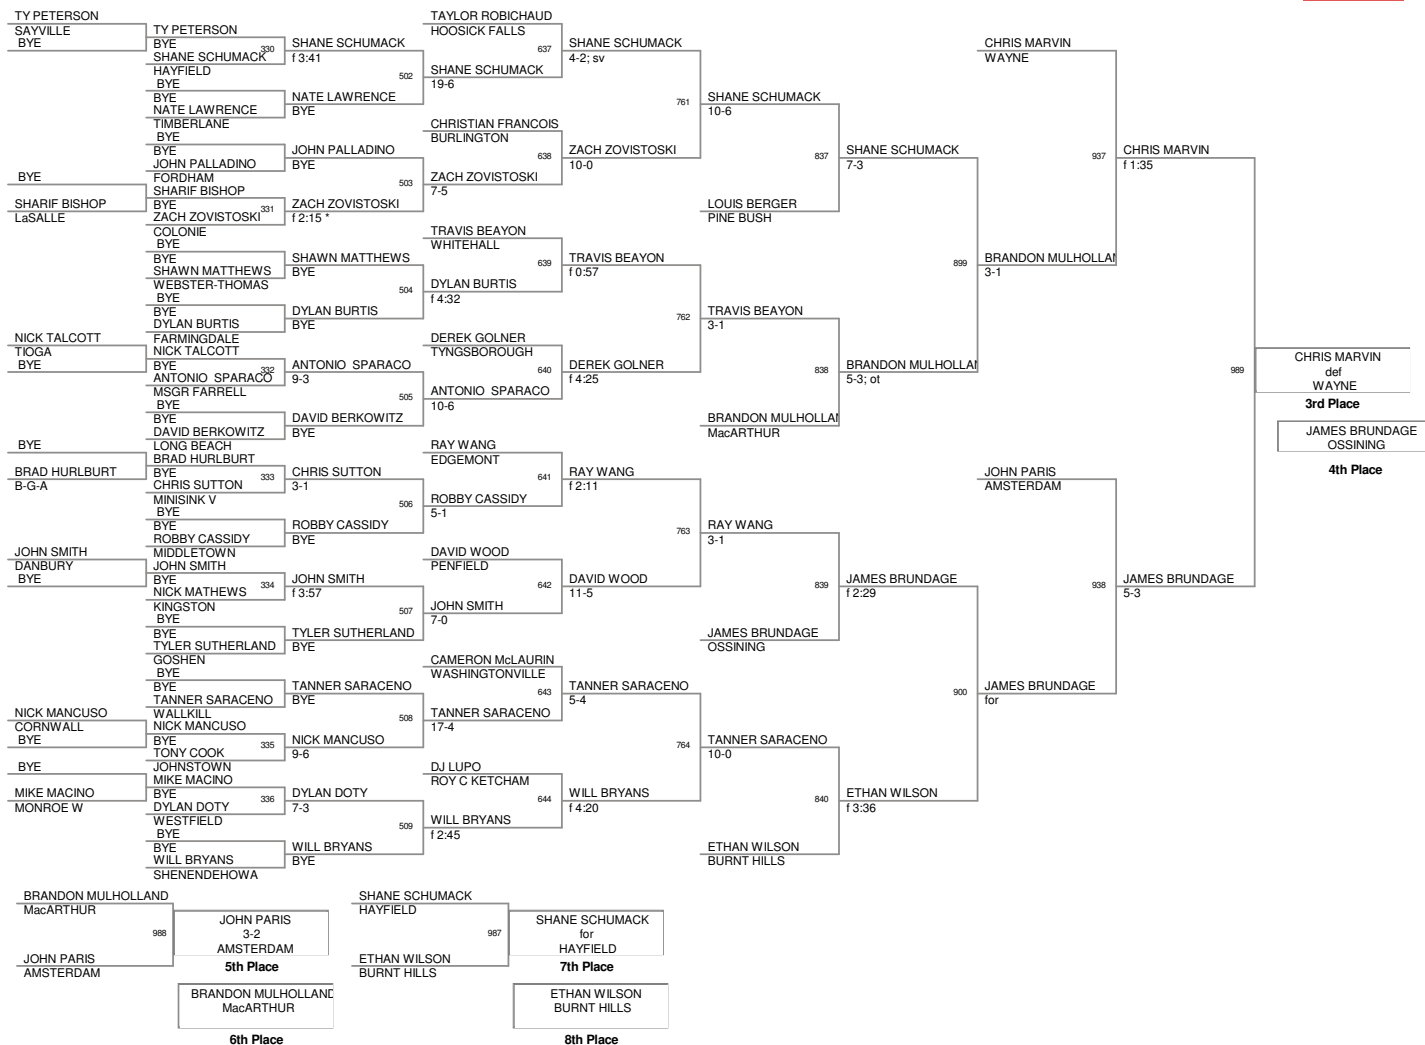 TY PETERSON
SAYVILLE
BYE
BYE
SHARIF BISHOP
LaSALLE
NICK TALCOTT
TIOGA
BYE
BYE
BRAD HURLBURT
B-G-A
JOHN SMITH
DANBURY
BYE
NICK MANCUSO
CORNWALL
BYE
BYE
MIKE MACINO
MONROE W
TY PETERSON
BYE
330
SHANE SCHUMACK
HAYFIELD
BYE
BYE
NATE LAWRENCE
TIMBERLANE
BYE
BYE
JOHN PALLADINO
FORDHAM
SHARIF BISHOP
BYE
331
ZACH ZOVISTOSKI
COLONIE
BYE
BYE
SHAWN MATTHEWS
WEBSTER-THOMAS
BYE
BYE
DYLAN BURTIS
FARMINGDALE
NICK TALCOTT
BYE
332
ANTONIO SPARACO
MSGR FARRELL
BYE
BYE
DAVID BERKOWITZ
LONG BEACH
BRAD HURLBURT
BYE
333
CHRIS SUTTON
MINISINK V
BYE
BYE
ROBBY CASSIDY
MIDDLETOWN
JOHN SMITH
BYE
334
NICK MATHEWS
KINGSTON
BYE
BYE
TYLER SUTHERLAND
GOSHEN
BYE
BYE
TANNER SARACENO
WALLKILL
NICK MANCUSO
BYE
335
TONY COOK
JOHNSTOWN
MIKE MACINO
BYE
336
DYLAN DOTY
WESTFIELD
BYE
BYE
WILL BRYANS
SHENENDEHOWA
SHANE SCHUMACK
f 3:41
502
NATE LAWRENCE
BYE
JOHN PALLADINO
BYE
503
ZACH ZOVISTOSKI
f 2:15 *
SHAWN MATTHEWS
BYE
504
DYLAN BURTIS
BYE
ANTONIO SPARACO
9-3
505
DAVID BERKOWITZ
BYE
CHRIS SUTTON
3-1
506
ROBBY CASSIDY
BYE
JOHN SMITH
f 3:57
507
TYLER SUTHERLAND
BYE
TANNER SARACENO
BYE
508
NICK MANCUSO
9-6
DYLAN DOTY
7-3
509
WILL BRYANS
BYE
TAYLOR ROBICHAUD
HOOSICK FALLS
637
SHANE SCHUMACK
19-6
CHRISTIAN FRANCOIS
BURLINGTON
638
ZACH ZOVISTOSKI
7-5
TRAVIS BEAYON
WHITEHALL
639
DYLAN BURTIS
f 4:32
DEREK GOLNER
TYNGSBOROUGH
640
ANTONIO SPARACO
10-6
RAY WANG
EDGEMONT
641
ROBBY CASSIDY
5-1
DAVID WOOD
PENFIELD
642
JOHN SMITH
7-0
CAMERON McLAURIN
WASHINGTONVILLE
643
TANNER SARACENO
17-4
DJ LUPO
ROY C KETCHAM
644
WILL BRYANS
f 2:45
SHANE SCHUMACK
4-2; sv
761
ZACH ZOVISTOSKI
10-0
TRAVIS BEAYON
f 0:57
762
DEREK GOLNER
f 4:25
RAY WANG
f 2:11
763
DAVID WOOD
11-5
TANNER SARACENO
5-4
764
WILL BRYANS
f 4:20
SHANE SCHUMACK
10-6
837
LOUIS BERGER
PINE BUSH
TRAVIS BEAYON
3-1
838
BRANDON MULHOLLAN
MacARTHUR
RAY WANG
3-1
839
JAMES BRUNDAGE
OSSINING
TANNER SARACENO
10-0
840
ETHAN WILSON
BURNT HILLS
SHANE SCHUMACK
7-3
899
BRANDON MULHOLLAN
5-3; ot
JAMES BRUNDAGE
f 2:29
900
ETHAN WILSON
f 3:36
CHRIS MARVIN
WAYNE
937
BRANDON MULHOLLAN
3-1
JOHN PARIS
AMSTERDAM
938
JAMES BRUNDAGE
for
CHRIS MARVIN
f 1:35
989
JAMES BRUNDAGE
5-3
CHRIS MARVIN
def
WAYNE
3rd Place
JAMES BRUNDAGE
OSSINING
4th Place
BRANDON MULHOLLAND
MacARTHUR
988
JOHN PARIS
AMSTERDAM
JOHN PARIS
3-2
AMSTERDAM
5th Place
BRANDON MULHOLLAND
MacARTHUR
6th Place
SHANE SCHUMACK
HAYFIELD
987
ETHAN WILSON
BURNT HILLS
SHANE SCHUMACK
for
HAYFIELD
7th Place
ETHAN WILSON
BURNT HILLS
8th Place